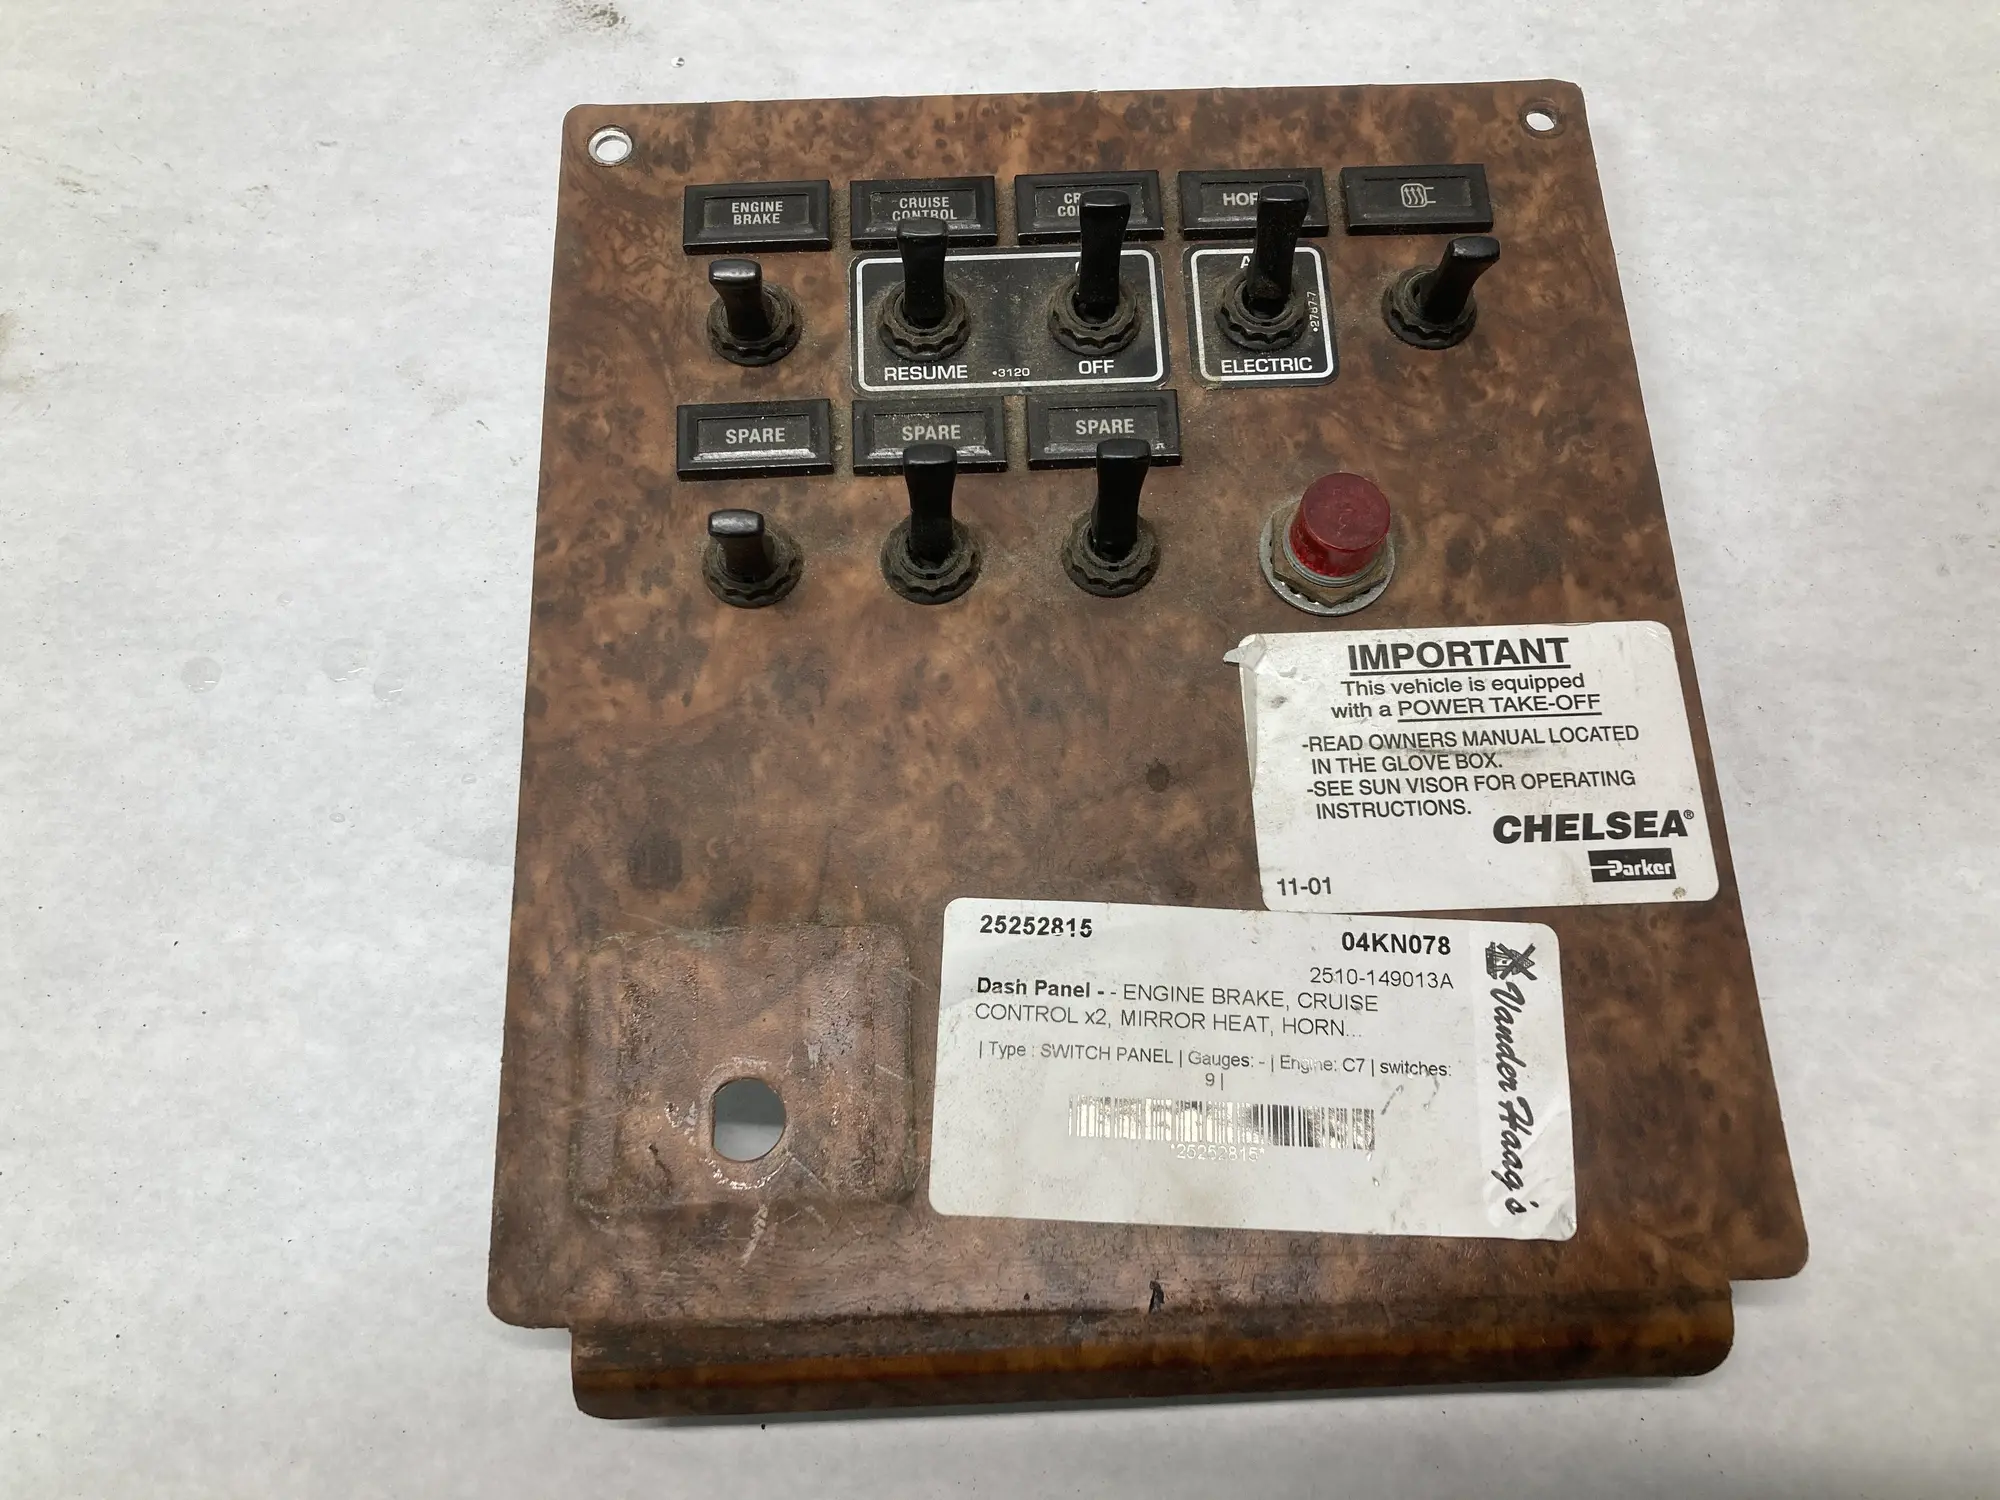 ENGINE
BRAKE
CRUISE
CONTROL
RESUME
•3120
OFF
•2787-7
ELECTRIC
SPARE
SPARE
SPARE
IMPORTANT
This vehicle is equipped
with a POWER TAKE-OFF
-READ OWNERS MANUAL LOCATED
IN THE GLOVE BOX.
-SEE SUN VISOR FOR OPERATING
INSTRUCTIONS.
CHELSEA®
Parker
11-01
25252815
04KN078
2510-149013A
Dash Panel - - ENGINE BRAKE, CRUISE
CONTROL x2, MIRROR HEAT, HORN...
| Type : SWITCH PANEL | Gauges: - | Engine: C7 | switches:
9 |
*25252815*
Vander Haag's